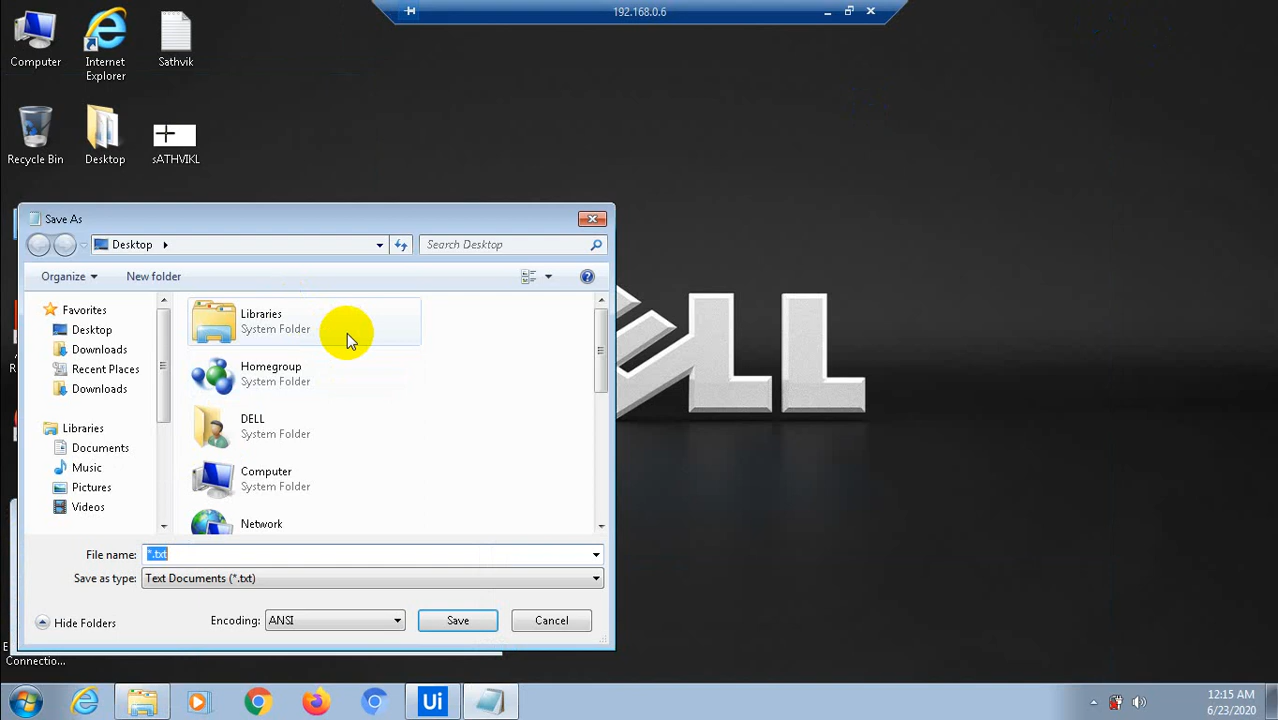 192.168.0.6
Computer
Internet
Explorer
Sathvik
Recycle Bin
Desktop
sATHVIKL
Save As
Desktop
Search Desktop
Organize
New folder
Favorites
Desktop
Downloads
Recent Places
Downloads
Libraries
Documents
Music
Pictures
Videos
Libraries
System Folder
Homegroup
System Folder
DELL
System Folder
Computer
System Folder
Network
File name: *.txt
Save as type: Text Documents (*.txt)
Hide Folders
Encoding: ANSI
Save
Cancel
Connectio...
LL
Ui
12:15 AM
6/23/2020